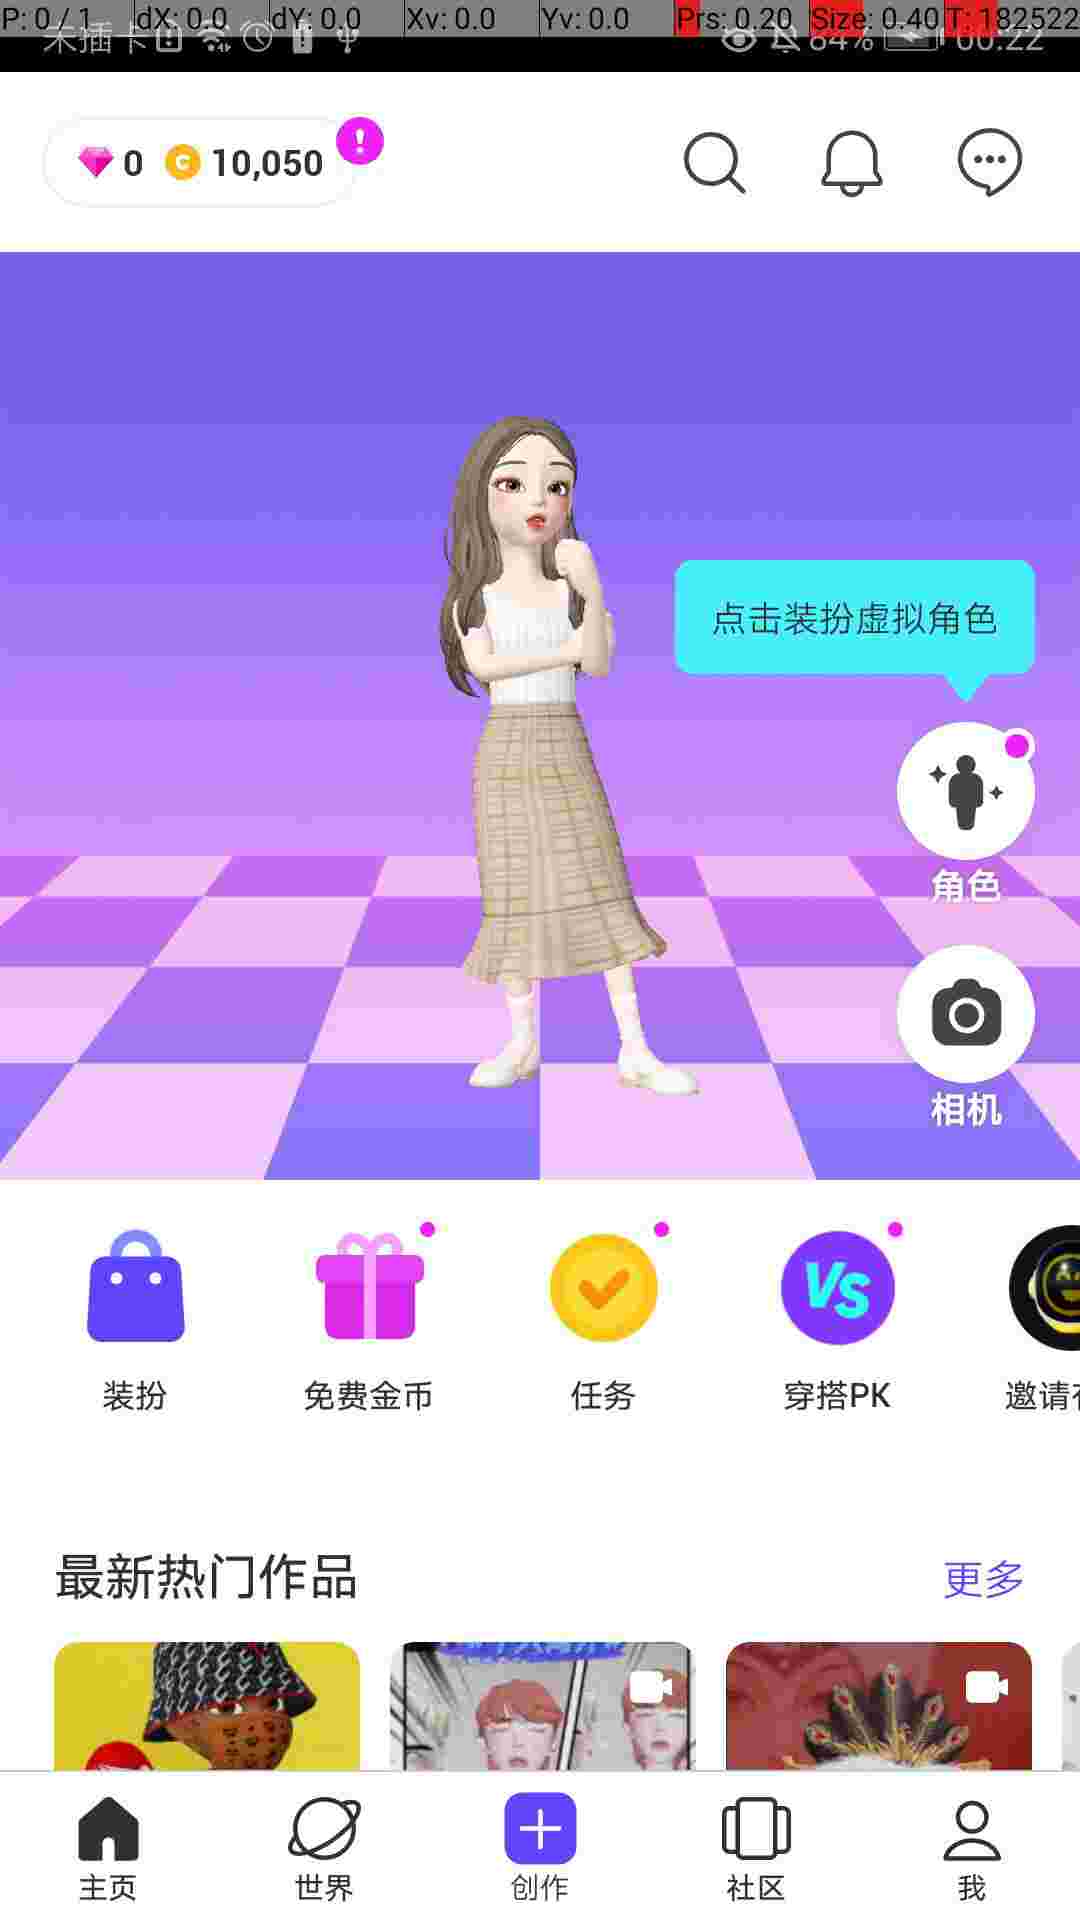 P: 0 / 1 dX: 0.0 dY: 0.0 Xv: 0.0 Yv: 0.0 Prs: 0.20 Size: 0.40 T: 182522
未插卡 84% 00:22
0 C 10,050
点击装扮虚拟角色
角色
相机
VS
装扮 免费金币 任务 穿搭PK 邀请
最新热门作品 更多
主页 世界 创作 社区 我